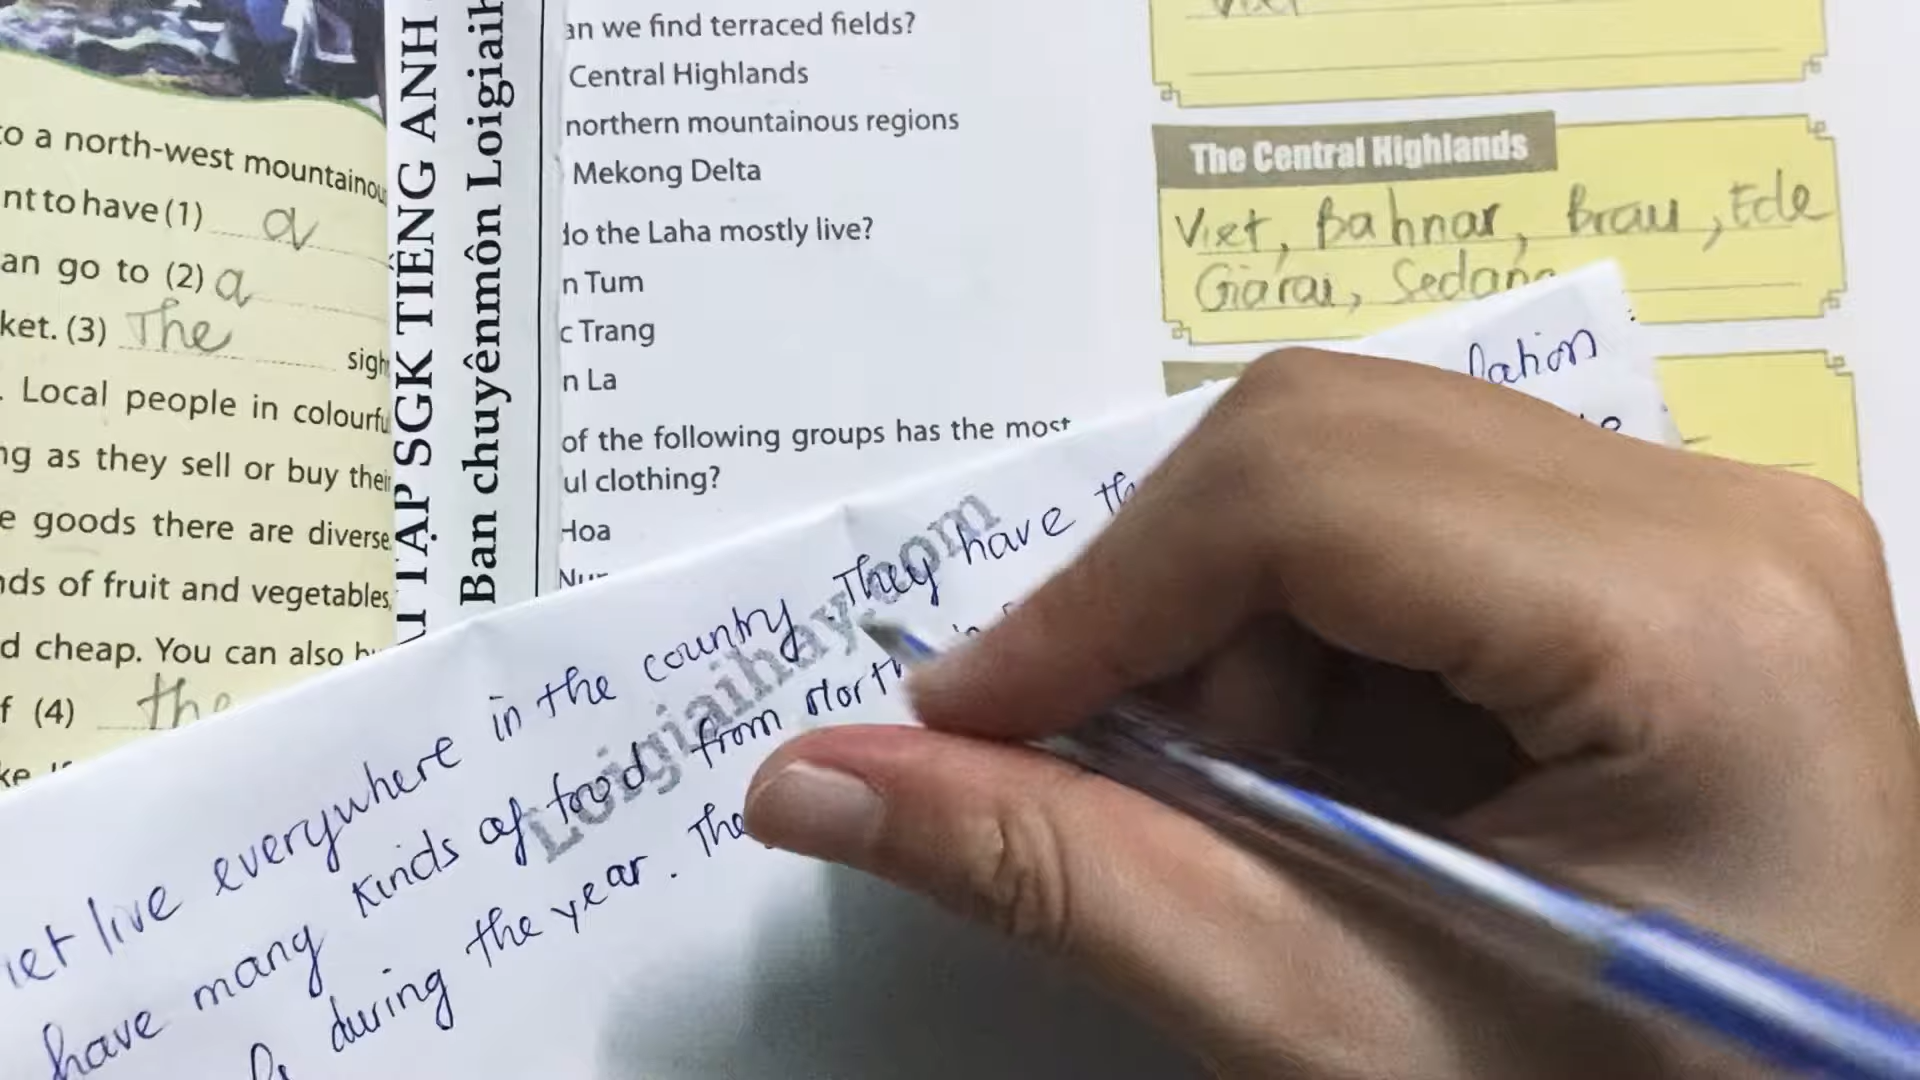 to a north-west mountainou
nt to have (1) a
an go to (2) a
ket. (3) The sigh
. Local people in colourfu
ng as they sell or buy their
e goods there are diverse.
nds of fruit and vegetables,
d cheap. You can also
f (4) the
ke
TẬP SGK TIẾNG ANH
Ban chuyênmôn Loigiaih
an we find terraced fields?
Central Highlands
northern mountainous regions
Mekong Delta
do the Laha mostly live?
n Tum
c Trang
n La
of the following groups has the most
ul clothing?
Hoa
Viet
The Central Highlands
Viet, Bahnar, Brau, Ede
Giarai, Sedang
lation
iet live everywhere in the country. They have th
have many kinds of food from North in
during the year. The
Loigiaihay.com